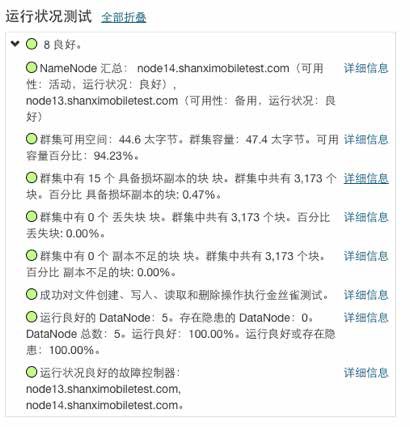 运行状况测试 全部折叠
8 良好。
NameNode 汇总： node14.shanximobiletest.com（可用 详细信息
性：活动，运行状况：良好），
node13.shanximobiletest.com（可用性：备用，运行状况：良
好）
群集可用空间：44.6 太字节。群集容量：47.4 太字节。可用 详细信息
容量百分比：94.23%。
群集中有 15 个 具备损坏副本的块 块。群集中共有 3,173 个 详细信息
块。百分比 具备损坏副本的块: 0.47%。
群集中有 0 个 丢失块 块。群集中共有 3,173 个块。百分比 详细信息
丢失块: 0.00%。
群集中有 0 个 副本不足的块 块。群集中共有 3,173 个块。 详细信息
百分比 副本不足的块: 0.00%。
成功对文件创建、写入、读取和删除操作执行金丝雀测试。 详细信息
运行良好的 DataNode：5。存在隐患的 DataNode：0。 详细信息
DataNode 总数：5。运行良好：100.00%。运行良好或存在隐
患：100.00%。
运行状况良好的故障控制器： 详细信息
node13.shanximobiletest.com,
node14.shanximobiletest.com。